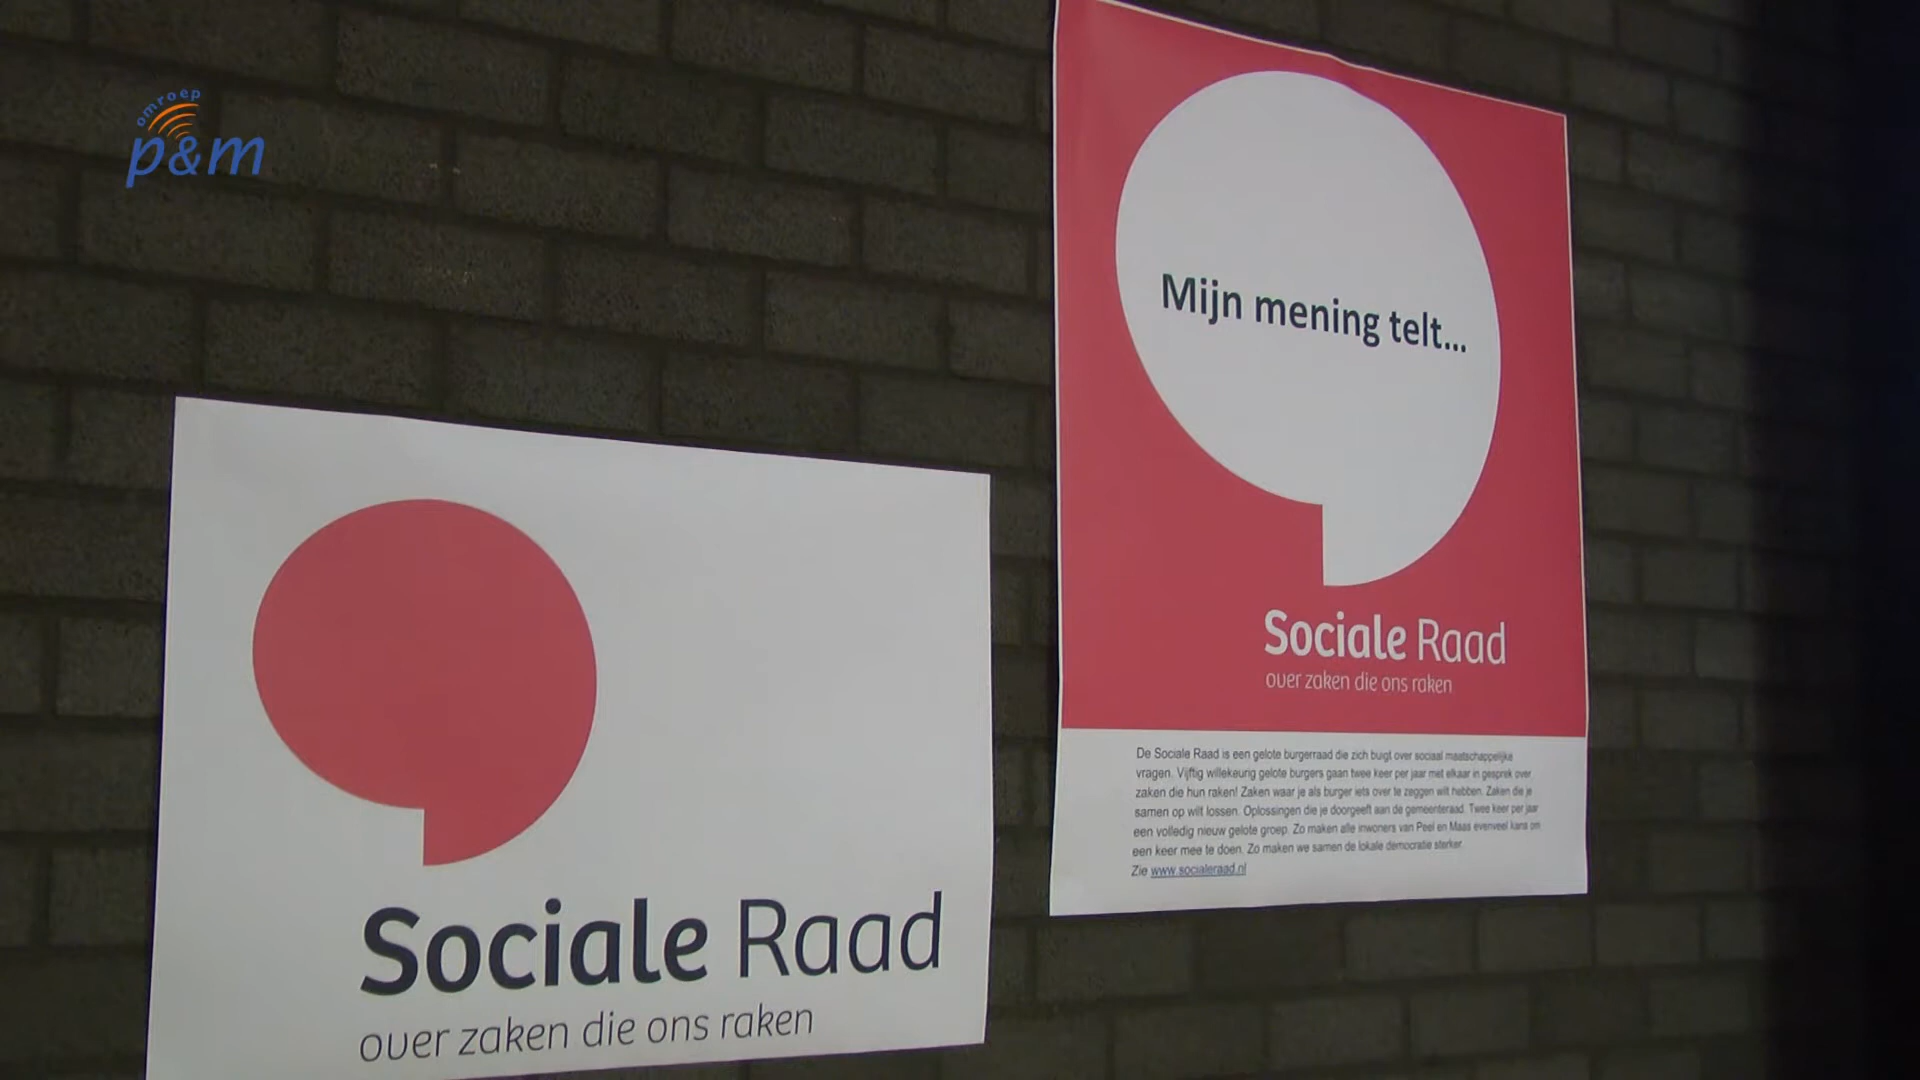 omroep
p&m
Mijn mening telt...
Sociale Raad
over zaken die ons raken
De Sociale Raad is een gelote burgerraad die zich buigt over sociaal maatschappelijke
vragen. Vijftig willekeurig gelote burgers gaan twee keer per jaar met elkaar in gesprek over
zaken die hun raken! Zaken waar je als burger iets over te zeggen wilt hebben. Zaken die je
samen op wilt lossen. Oplossingen die je doorgeeft aan de gemeenteraad. Twee keer per jaar
een volledig nieuw gelote groep. Zo maken alle inwoners van Peel en Maas evenveel kans om
een keer mee te doen. Zo maken we samen de lokale democratie sterker.
Zie www.socialeraad.nl
Sociale Raad
over zaken die ons raken